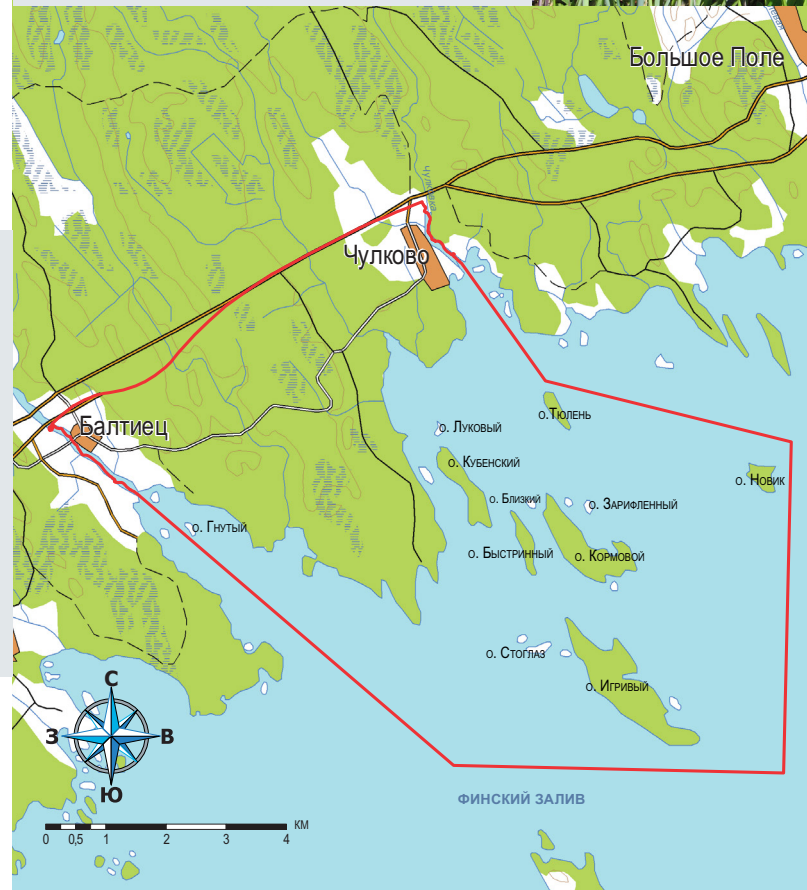 Большое Поле
Чулковка
Чулково
о. Тюлень
о. Луковый
Балтиец
о. Кубенский
о. Новик
о. Близкий
о. Зарифленный
о. Гнутый
о. Быстринный
о. Кормовой
о. Стоглаз
о. Игривый
С
З
В
Ю
ФИНСКИЙ ЗАЛИВ
КМ
0 0,5 1 2 3 4